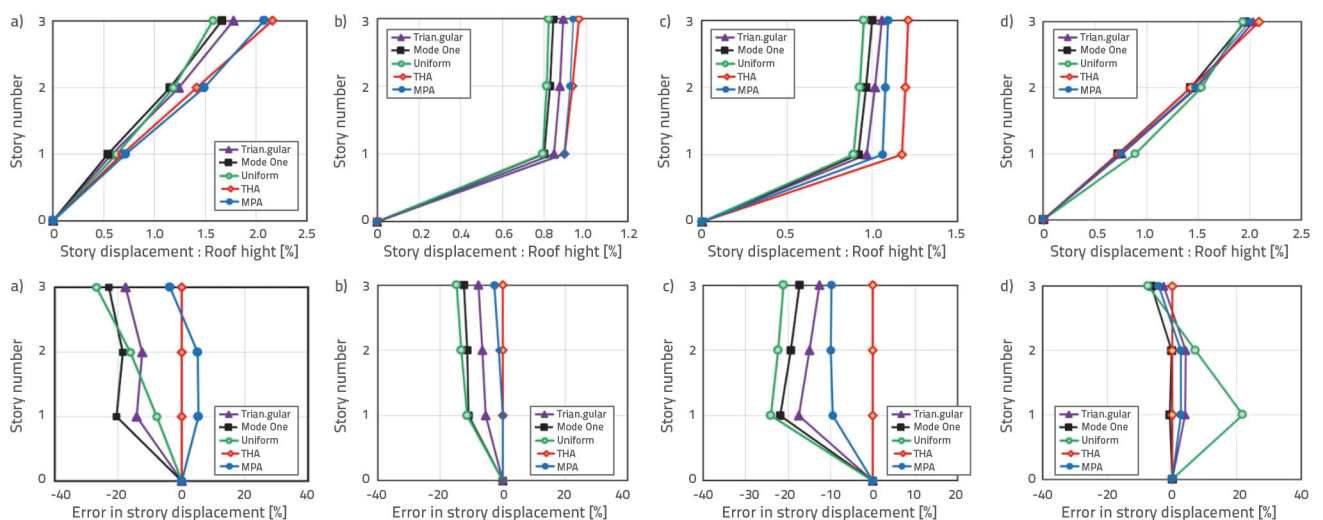 a)
Story number
3
2
1
0
Trian.gular
Mode One
Uniform
THA
MPA
0 0.5 1.0 1.5 2.0 2.5
Story displacement : Roof hight [%]
b)
Story number
3
2
1
0
Trian.gular
Mode One
Uniform
THA
MPA
0 0.2 0.4 0.6 0.8 1.0 1.2
Story displacement : Roof hight [%]
c)
Story number
3
2
1
0
Trian.gular
Mode One
Uniform
THA
MPA
0 0.5 1.0 1.5
Story displacement : Roof hight [%]
d)
Story number
3
2
1
0
Trian.gular
Mode One
Uniform
THA
MPA
0 0.5 1.0 1.5 2.0 2.5
Story displacement : Roof hight [%]
a)
Story number
3
2
1
0
Trian.gular
Mode One
Uniform
THA
MPA
-40 -20 0 20 40
Error in strory displacement [%]
b)
Story number
3
2
1
0
Trian.gular
Mode One
Uniform
THA
MPA
-40 -20 0 20 40
Error in strory displacement [%]
c)
Story number
3
2
1
0
Trian.gular
Mode One
Uniform
THA
MPA
-40 -30 -20 -10 0 10 20
Error in strory displacement [%]
d)
Story number
3
2
1
0
Trian.gular
Mode One
Uniform
THA
MPA
-40 -20 0 20 40
Error in strory displacement [%]